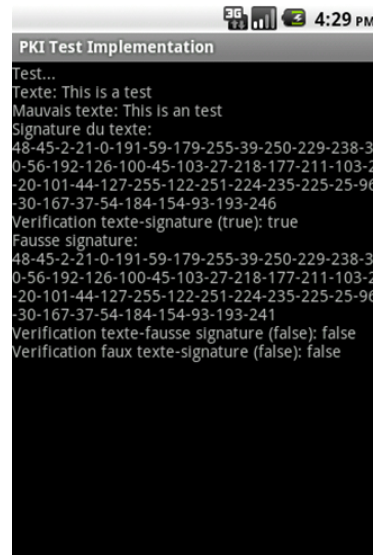 3G 4:29 PM
PKI Test Implementation
Test...
Texte: This is a test
Mauvais texte: This is an test
Signature du texte:
48-45-2-21-0-191-59-179-255-39-250-229-238-3
0-56-192-126-100-45-103-27-218-177-211-103-2
-20-101-44-127-255-122-251-224-235-225-25-96
-30-167-37-54-184-154-93-193-246
Verification texte-signature (true): true
Fausse signature:
48-45-2-21-0-191-59-179-255-39-250-229-238-3
0-56-192-126-100-45-103-27-218-177-211-103-2
-20-101-44-127-255-122-251-224-235-225-25-96
-30-167-37-54-184-154-93-193-241
Verification texte-fausse signature (false): false
Verification faux texte-signature (false): false